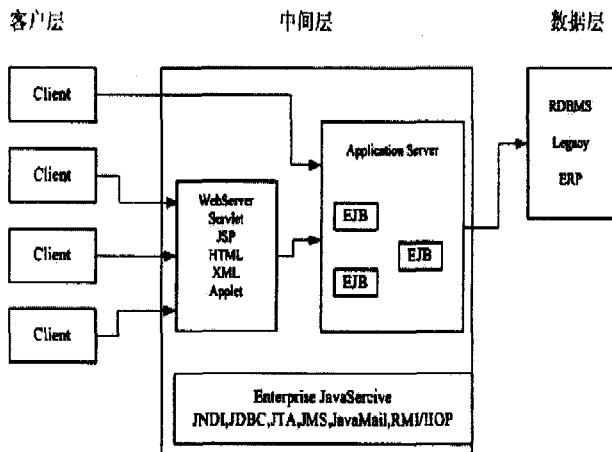 客户层
中间层
数据层
Client
Client
Client
Client
WebServer
Servlet
JSP
HTML
XML
Applet
Application Server
EJB
EJB
EJB
RDBMS
Legacy
ERP
Enterprise JavaSercive
JNDI,JDBC,JTA,JMS,JavaMail,RMI/IIOP